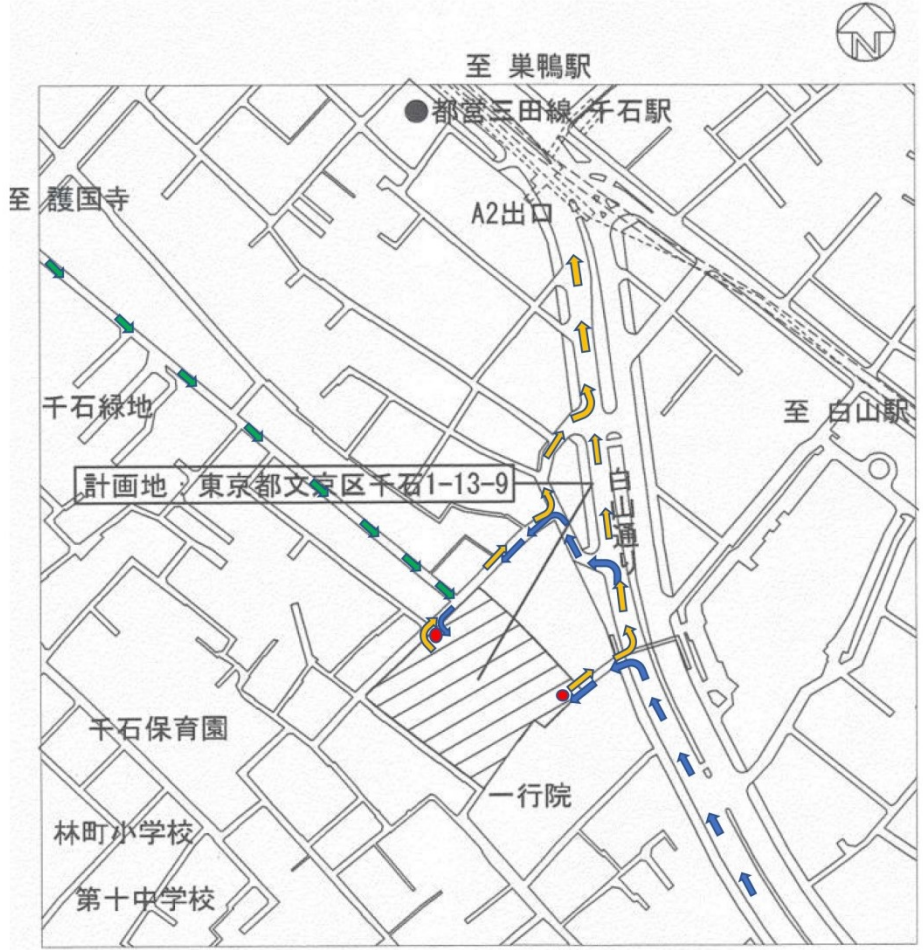 N
至 巣鴨駅
都営三田線 千石駅
至 護国寺
A2出口
千石緑地
至 白山駅
計画地:東京都文京区千石1-13-9
白山通り
千石保育園
一行院
林町小学校
第十中学校